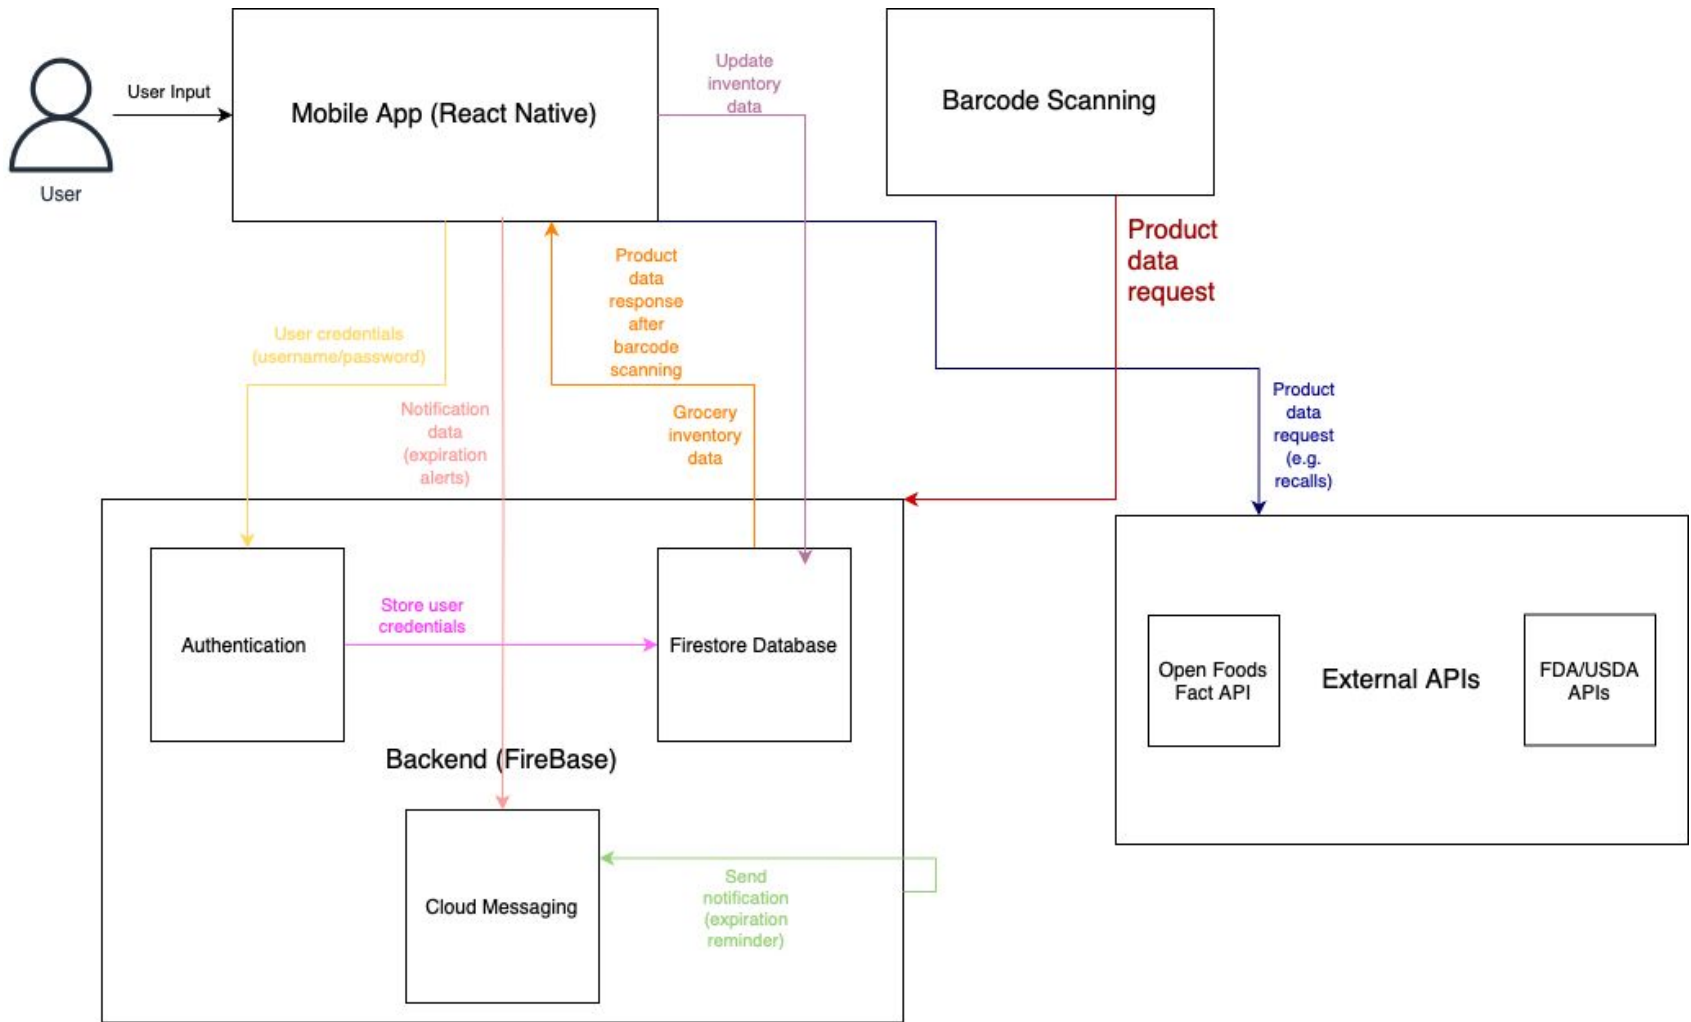 User Input
User
Mobile App (React Native)
Update
inventory
data
Barcode Scanning
Product
data
request
User credentials
(username/password)
Notification
data
(expiration
alerts)
Product
data
response
after
barcode
scanning
Grocery
inventory
data
Product
data
request
(e.g.
recalls)
Authentication
Store user
credentials
Firestore Database
Backend (FireBase)
Cloud Messaging
Send
notification
(expiration
reminder)
Open Foods
Fact API
External APIs
FDA/USDA
APIs